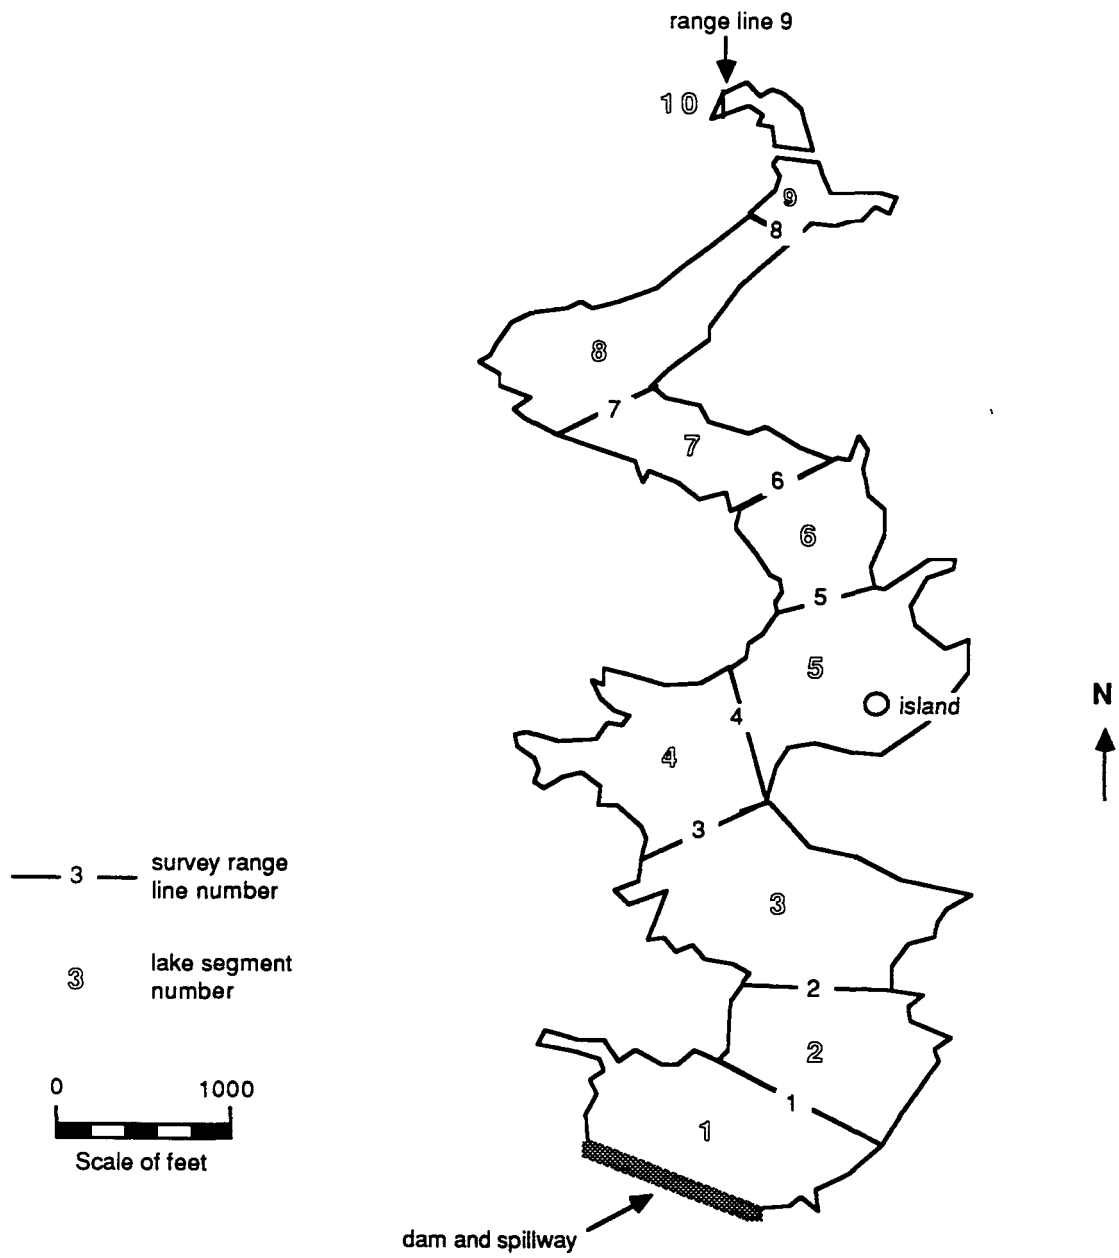 range line 9
10
9
8
8
7
7
6
6
5
5
island
4
4
3
3
2
2
1
1
N
3 survey range
line number
3 lake segment
number
0 1000
Scale of feet
dam and spillway